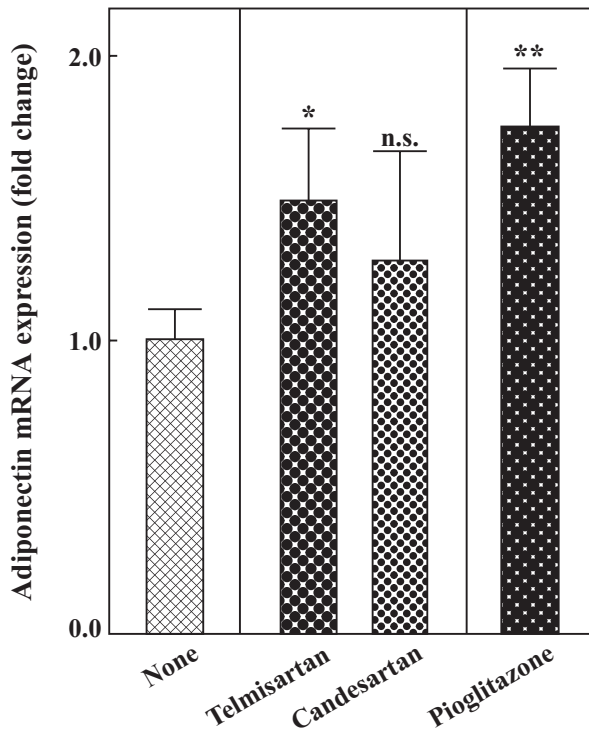 Adiponectin mRNA expression (fold change)
2.0
1.0
0.0
*
n.s.
**
None
Telmisartan
Candesartan
Pioglitazone